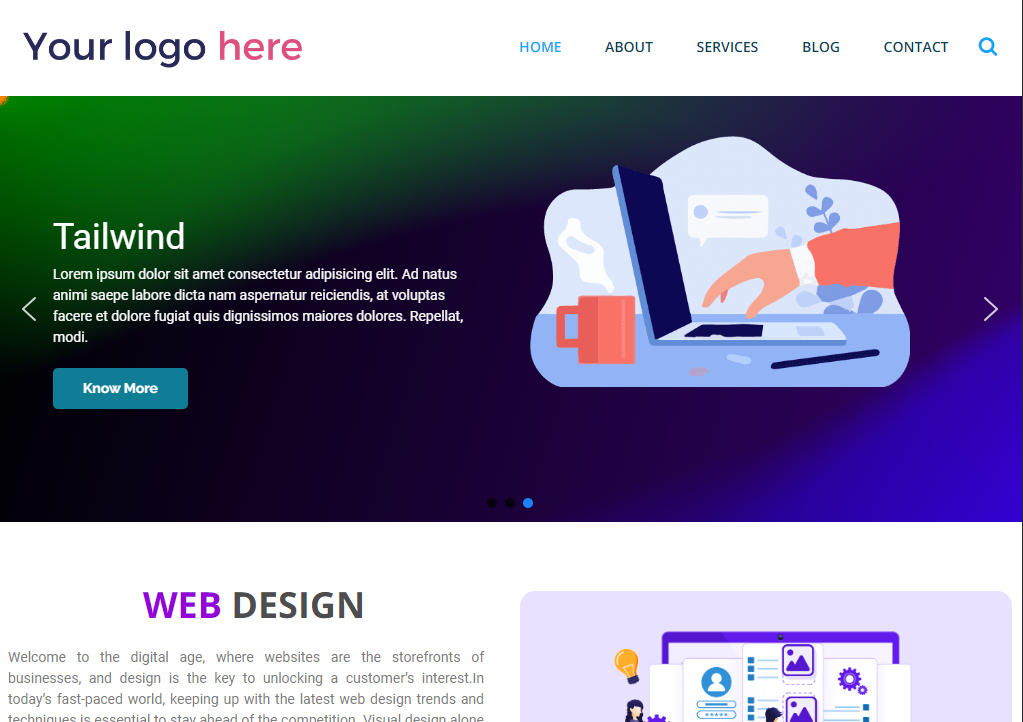 Your logo here
HOME ABOUT SERVICES BLOG CONTACT
Tailwind
Lorem ipsum dolor sit amet consectetur adipisicing elit. Ad natus
animi saepe labore dicta nam aspernatur reiciendis, at voluptas
facere et dolore fugiat quis dignissimos maiores dolores. Repellat,
modi.
Know More
WEB DESIGN
Welcome to the digital age, where websites are the storefronts of
businesses, and design is the key to unlocking a customer’s interest.In
today’s fast-paced world, keeping up with the latest web design trends and
techniques is essential to stay ahead of the competition. Visual design alone